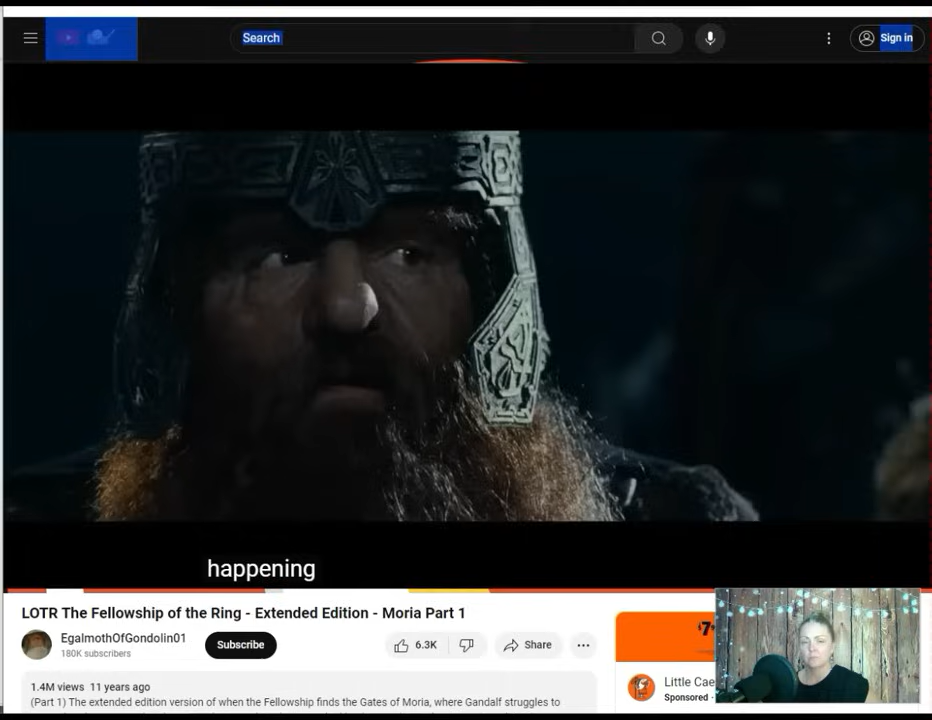 Search
Sign in
happening
LOTR The Fellowship of the Ring - Extended Edition - Moria Part 1
EgalmothOfGondolin01
180K subscribers
Subscribe
6.3K
Share
1.4M views 11 years ago
(Part 1) The extended edition version of when the Fellowship finds the Gates of Moria, where Gandalf struggles to
Little Cae
Sponsored ·